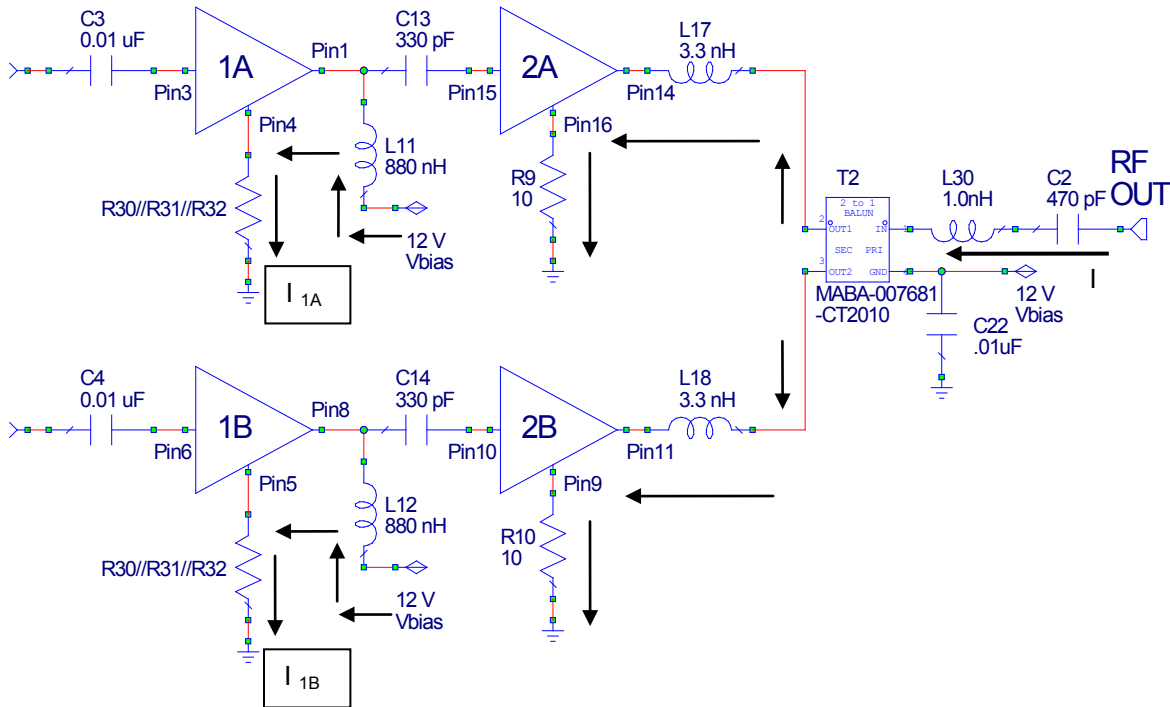 C3
0.01 uF
1A
Pin1
Pin3
Pin4
C13
330 pF
Pin15
2A
Pin14
Pin16
L17
3.3 nH
L11
880 nH
R30//R31//R32
12 V
Vbias
I 1A
R9
10
T2
2 to 1
BALUN
2
OUT1
IN
1
SEC
PRI
3
OUT2
GND
MABA-007681
-CT2010
L30
1.0nH
C2
470 pF
RF
OUT
I
12 V
Vbias
C22
.01uF
C4
0.01 uF
1B
Pin8
Pin6
Pin5
C14
330 pF
Pin10
2B
Pin11
Pin9
L18
3.3 nH
L12
880 nH
R30//R31//R32
12 V
Vbias
I 1B
R10
10